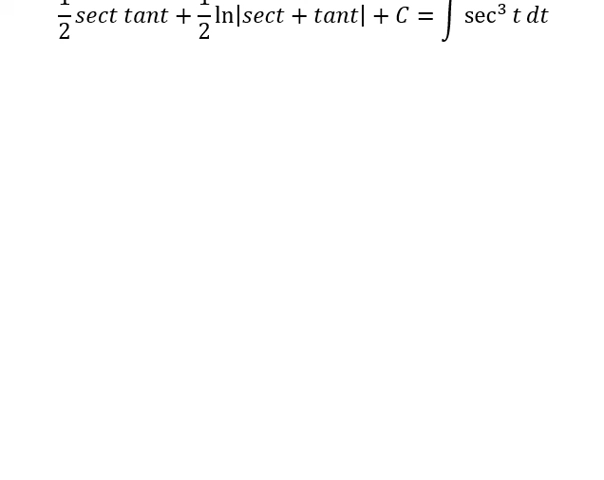 1/2 sect tant + 1/2 ln|sect + tant| + C = ∫ sec³ t dt